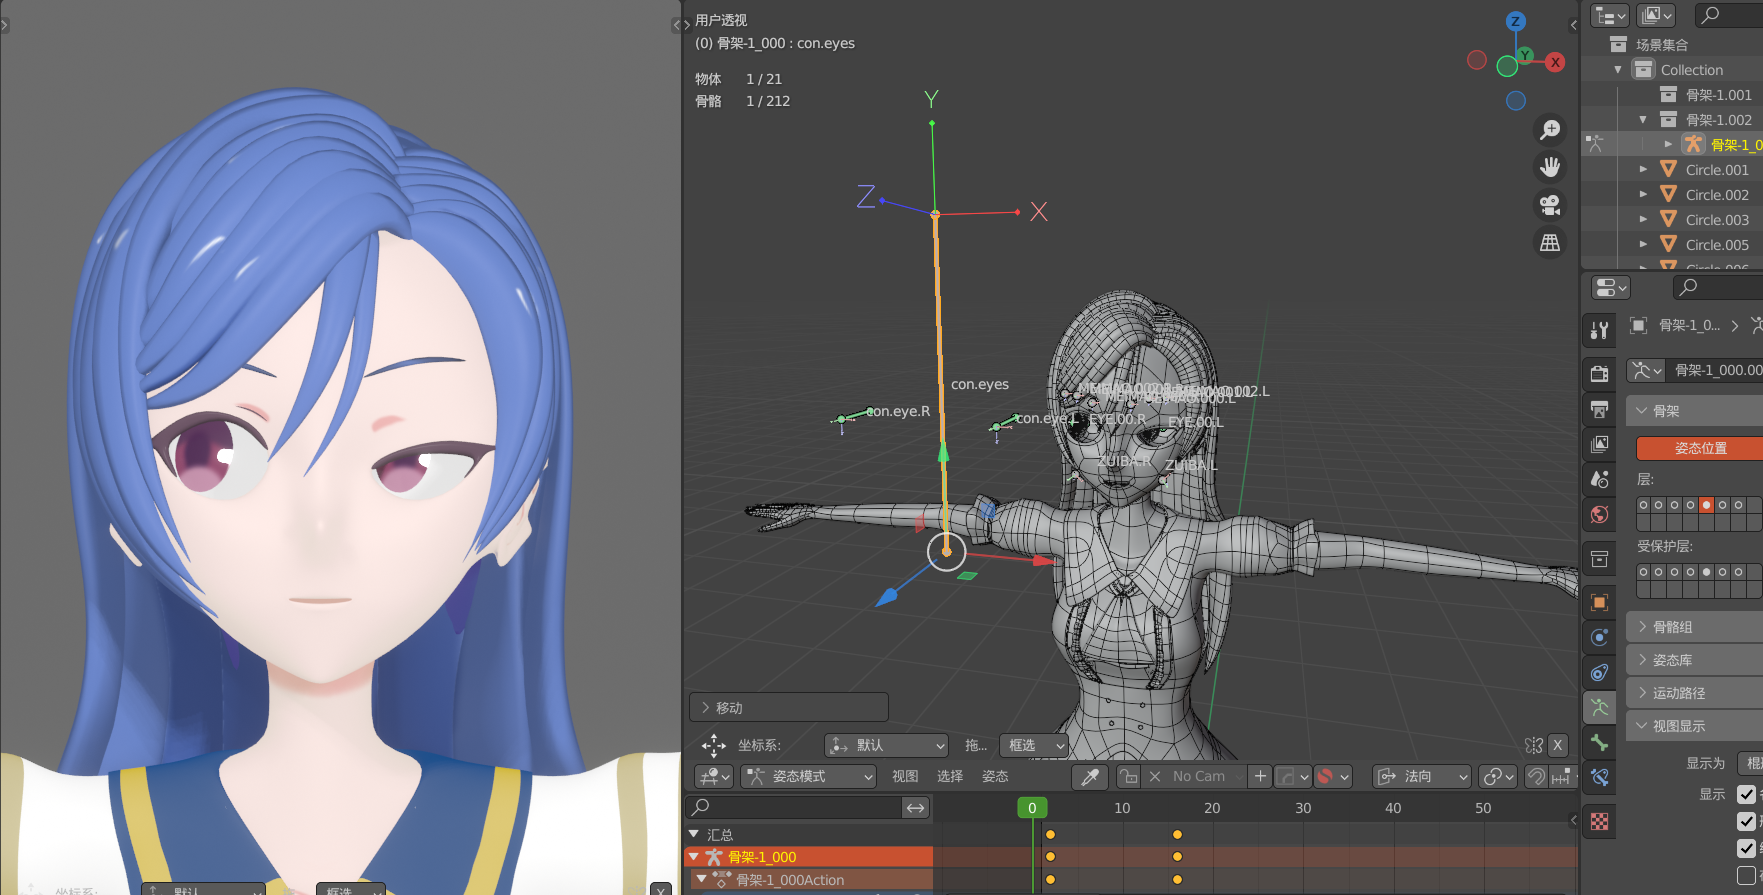 用户透视
(0) 骨架-1_000 : con.eyes
物体 1 / 21
骨骼 1 / 212
Y
Z
X
con.eyes
con.eye.R
con.eye.L
EYE.00.R
EYE.00.L
ZUIBA.R
ZUIBA.L
Z
Y
X
移动
坐标系: 默认 拖... 框选 X
姿态模式 视图 选择 姿态 No Cam 法向
0 10 20 30 40 50
汇总
骨架-1_000
骨架-1_000Action
坐标系: 默认 框选 X
场景集合
Collection
骨架-1.001
骨架-1.002
骨架-1_0
Circle.001
Circle.002
Circle.003
Circle.005
Circle.006
骨架-1_0...
骨架-1_000.00
骨架
姿态位置
层:
受保护层:
骨骼组
姿态库
运动路径
视图显示
显示为
显示